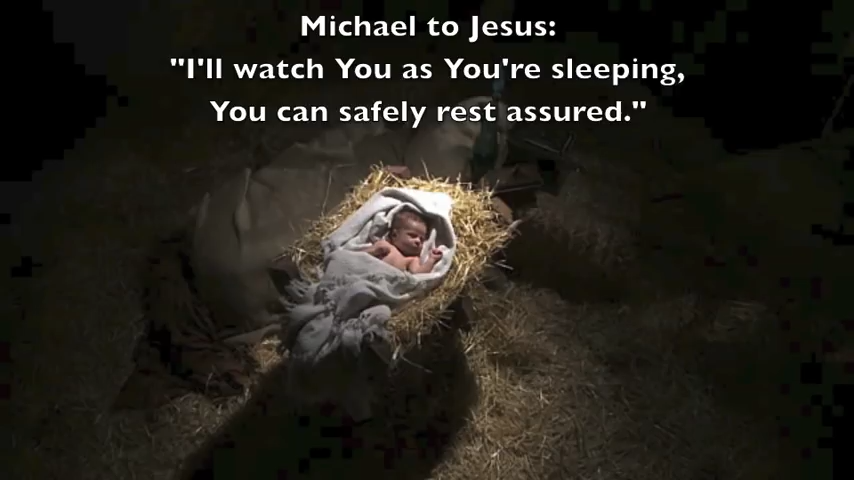 Michael to Jesus:
"I'll watch You as You're sleeping,
You can safely rest assured."